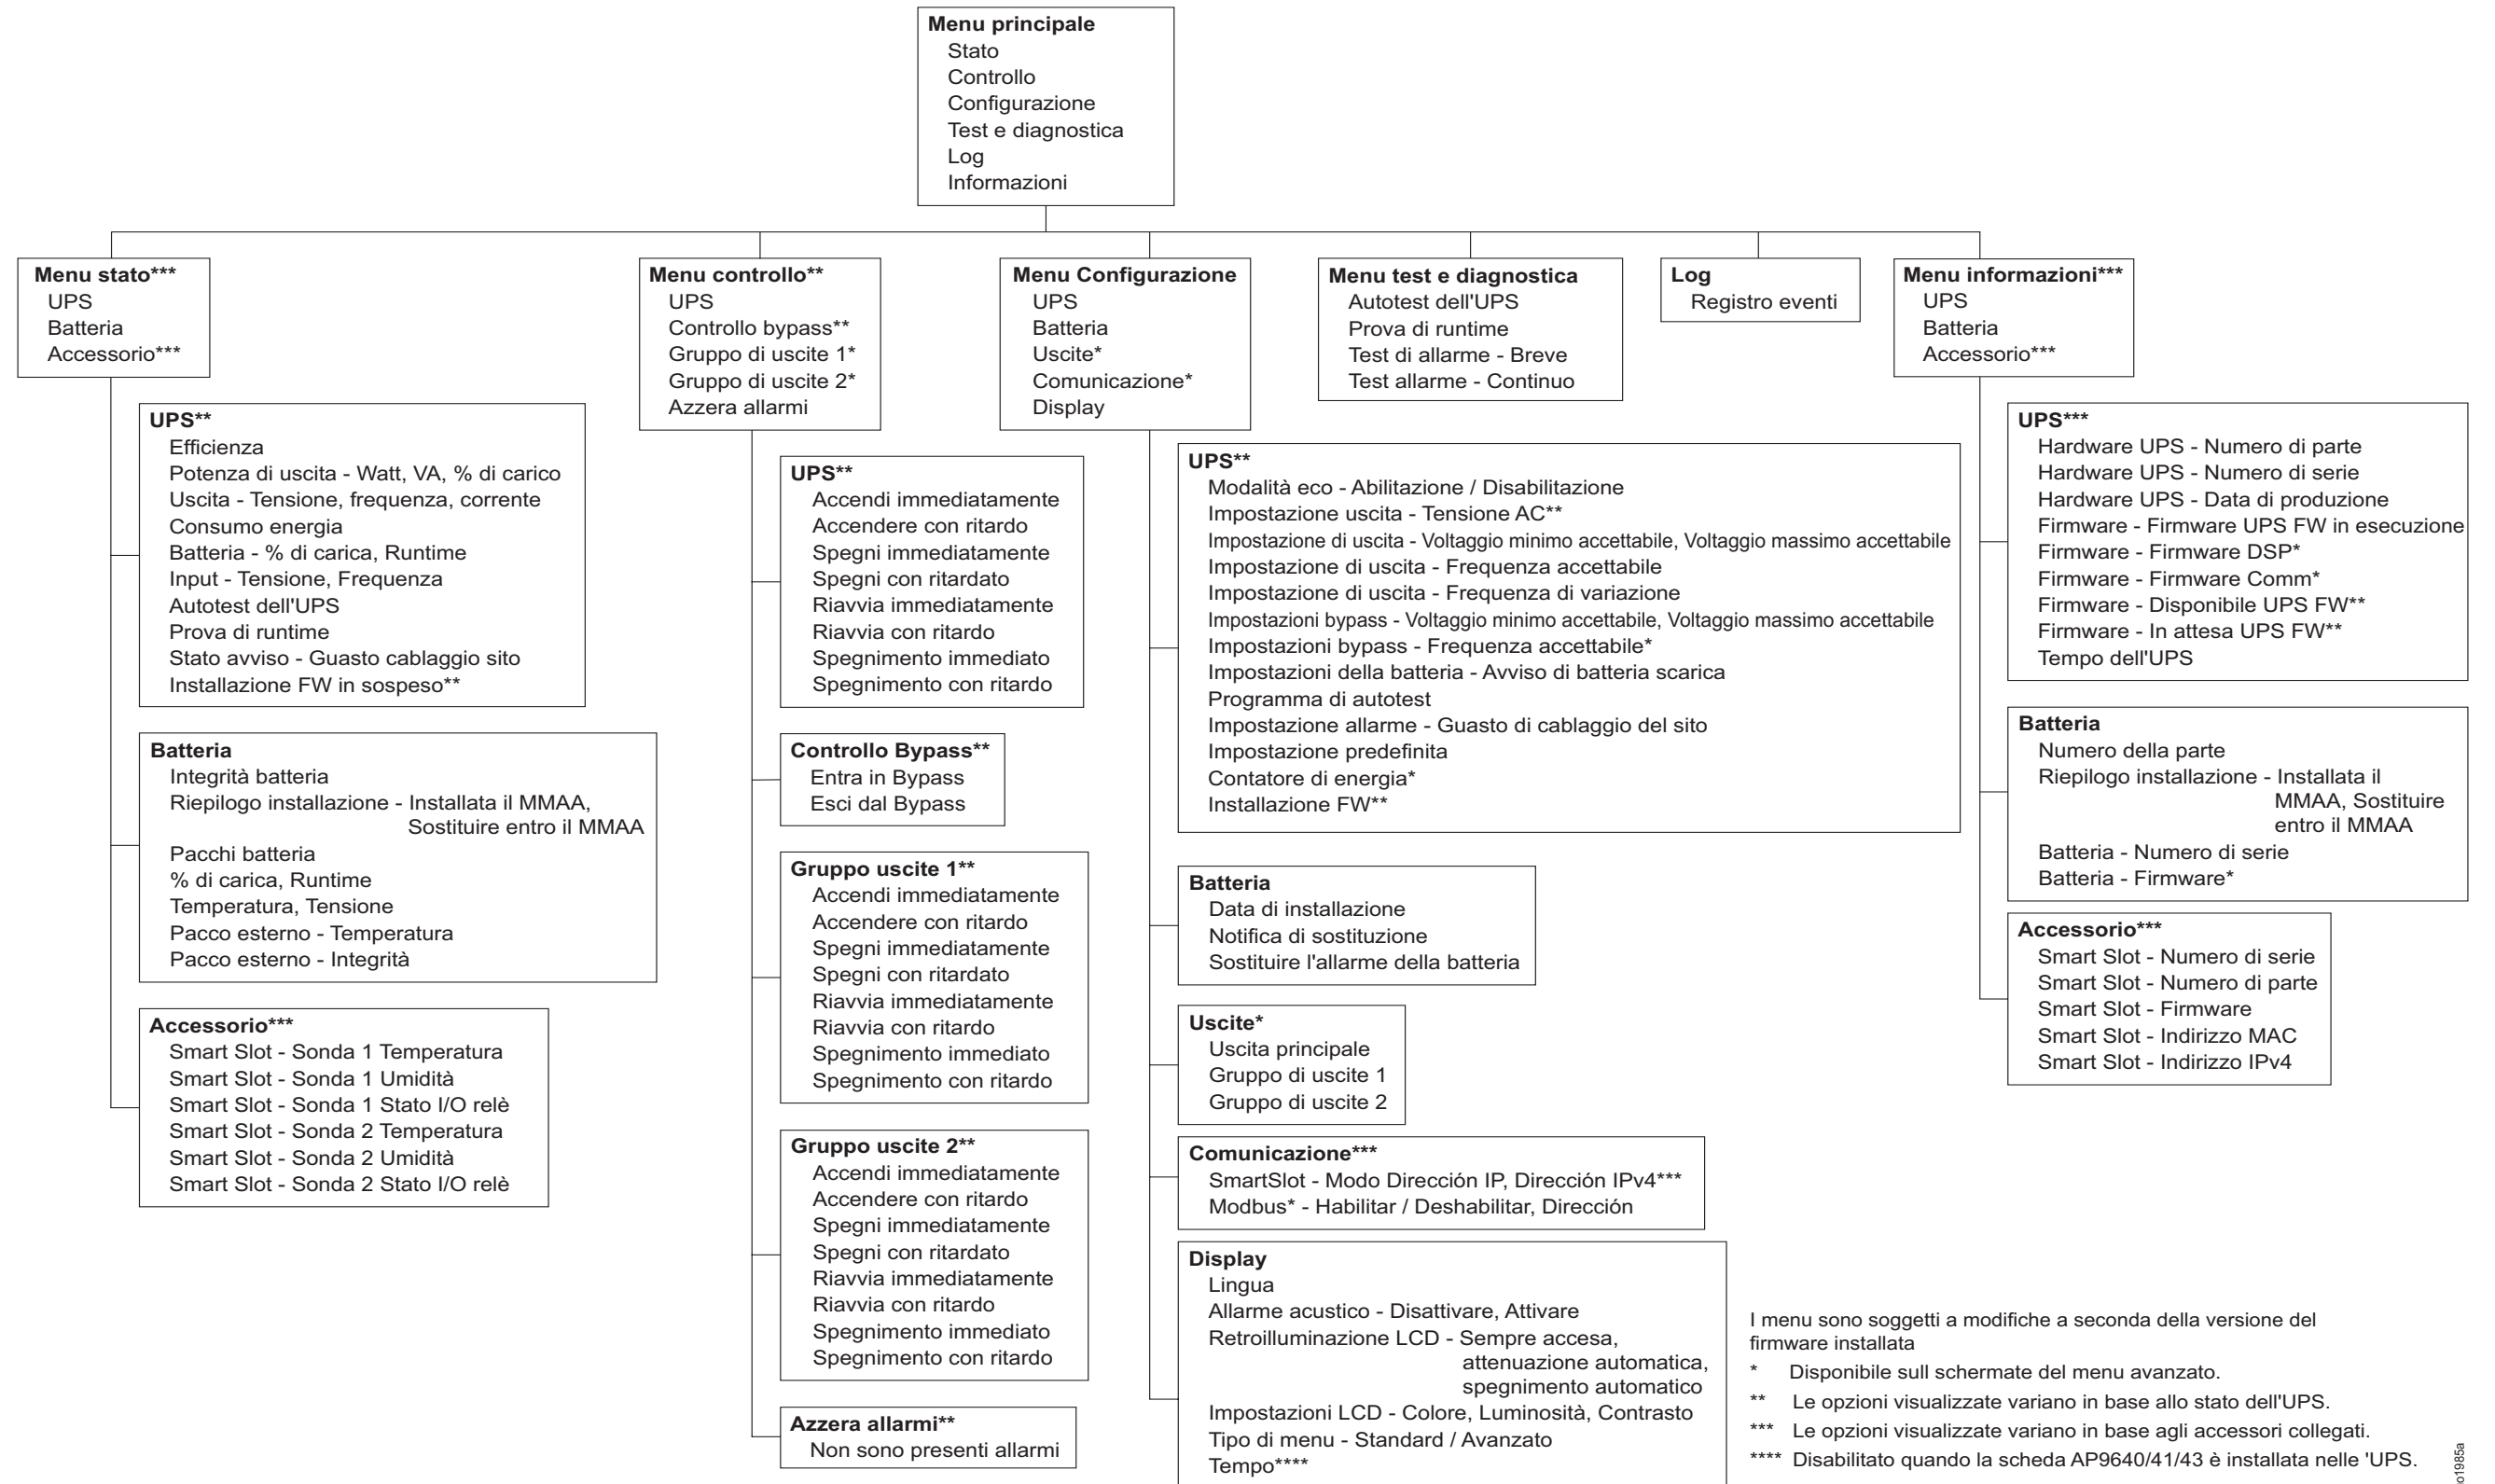 Menu principale
Stato
Controllo
Configurazione
Test e diagnostica
Log
Informazioni
Menu stato***
UPS
Batteria
Accessorio***
UPS**
Efficienza
Potenza di uscita - Watt, VA, % di carico
Uscita - Tensione, frequenza, corrente
Consumo energia
Batteria - % di carica, Runtime
Input - Tensione, Frequenza
Autotest dell'UPS
Prova di runtime
Stato avviso - Guasto cablaggio sito
Installazione FW in sospeso**
Batteria
Integrità batteria
Riepilogo installazione - Installata il MMAA,
Sostituire entro il MMAA
Pacchi batteria
% di carica, Runtime
Temperatura, Tensione
Pacco esterno - Temperatura
Pacco esterno - Integrità
Accessorio***
Smart Slot - Sonda 1 Temperatura
Smart Slot - Sonda 1 Umidità
Smart Slot - Sonda 1 Stato I/O relè
Smart Slot - Sonda 2 Temperatura
Smart Slot - Sonda 2 Umidità
Smart Slot - Sonda 2 Stato I/O relè
Menu controllo**
UPS
Controllo bypass**
Gruppo di uscite 1*
Gruppo di uscite 2*
Azzera allarmi
UPS**
Accendi immediatamente
Accendere con ritardo
Spegni immediatamente
Spegni con ritardato
Riavvia immediatamente
Riavvia con ritardo
Spegnimento immediato
Spegnimento con ritardo
Controllo Bypass**
Entra in Bypass
Esci dal Bypass
Gruppo uscite 1**
Accendi immediatamente
Accendere con ritardo
Spegni immediatamente
Spegni con ritardato
Riavvia immediatamente
Riavvia con ritardo
Spegnimento immediato
Spegnimento con ritardo
Gruppo uscite 2**
Accendi immediatamente
Accendere con ritardo
Spegni immediatamente
Spegni con ritardato
Riavvia immediatamente
Riavvia con ritardo
Spegnimento immediato
Spegnimento con ritardo
Azzera allarmi**
Non sono presenti allarmi
Menu Configurazione
UPS
Batteria
Uscite*
Comunicazione*
Display
UPS**
Modalità eco - Abilitazione / Disabilitazione
Impostazione uscita - Tensione AC**
Impostazione di uscita - Voltaggio minimo accettabile, Voltaggio massimo accettabile
Impostazione di uscita - Frequenza accettabile
Impostazione di uscita - Frequenza di variazione
Impostazioni bypass - Voltaggio minimo accettabile, Voltaggio massimo accettabile
Impostazioni bypass - Frequenza accettabile*
Impostazioni della batteria - Avviso di batteria scarica
Programma di autotest
Impostazione allarme - Guasto di cablaggio del sito
Impostazione predefinita
Contatore di energia*
Installazione FW**
Batteria
Data di installazione
Notifica di sostituzione
Sostituire l'allarme della batteria
Uscite*
Uscita principale
Gruppo di uscite 1
Gruppo di uscite 2
Comunicazione***
SmartSlot - Modo Dirección IP, Dirección IPv4***
Modbus* - Habilitar / Deshabilitar, Dirección
Display
Lingua
Allarme acustico - Disattivare, Attivare
Retroilluminazione LCD - Sempre accesa,
attenuazione automatica,
spegnimento automatico
Impostazioni LCD - Colore, Luminosità, Contrasto
Tipo di menu - Standard / Avanzato
Tempo****
Menu test e diagnostica
Autotest dell'UPS
Prova di runtime
Test di allarme - Breve
Test allarme - Continuo
Log
Registro eventi
Menu informazioni***
UPS
Batteria
Accessorio***
UPS***
Hardware UPS - Numero di parte
Hardware UPS - Numero di serie
Hardware UPS - Data di produzione
Firmware - Firmware UPS FW in esecuzione
Firmware - Firmware DSP*
Firmware - Firmware Comm*
Firmware - Disponibile UPS FW**
Firmware - In attesa UPS FW**
Tempo dell'UPS
Batteria
Numero della parte
Riepilogo installazione - Installata il
MMAA, Sostituire
entro il MMAA
Batteria - Numero di serie
Batteria - Firmware*
Accessorio***
Smart Slot - Numero di serie
Smart Slot - Numero di parte
Smart Slot - Firmware
Smart Slot - Indirizzo MAC
Smart Slot - Indirizzo IPv4
I menu sono soggetti a modifiche a seconda della versione del
firmware installata
* Disponibile sull schermate del menu avanzato.
** Le opzioni visualizzate variano in base allo stato dell'UPS.
*** Le opzioni visualizzate variano in base agli accessori collegati.
**** Disabilitato quando la scheda AP9640/41/43 è installata nelle 'UPS.
o1985a